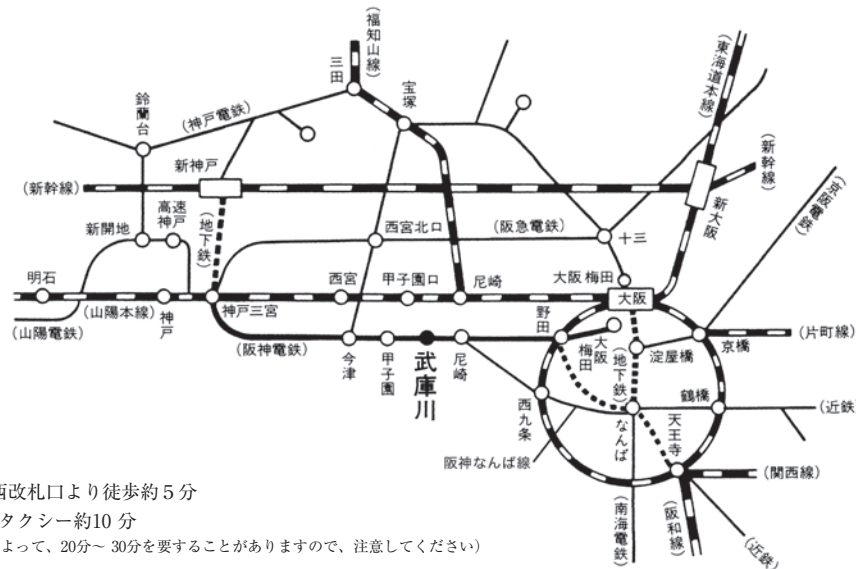 (福知山線)
三田
宝塚
(東海道本線)
鈴蘭台
(神戸電鉄)
新神戸
(新幹線)
(新幹線)
新大阪
(京阪電鉄)
(地下鉄)
高速神戸
新開地
西宮北口
(阪急電鉄)
十三
明石
西宮
甲子園口
尼崎
大阪梅田
大阪
(山陽本線)
神戸
神戸三宮
野田
(山陽電鉄)
(阪神電鉄)
今津
甲子園
武庫川
尼崎
大阪梅田
(地下鉄)
淀屋橋
京橋
(片町線)
西九条
なんば
鶴橋
(近鉄)
天王寺
阪神なんば線
(関西線)
(南海電鉄)
(阪和線)
(近鉄)
西改札口より徒歩約5分
タクシー約10 分
よって、20分～ 30分を要することがありますので、注意してください)